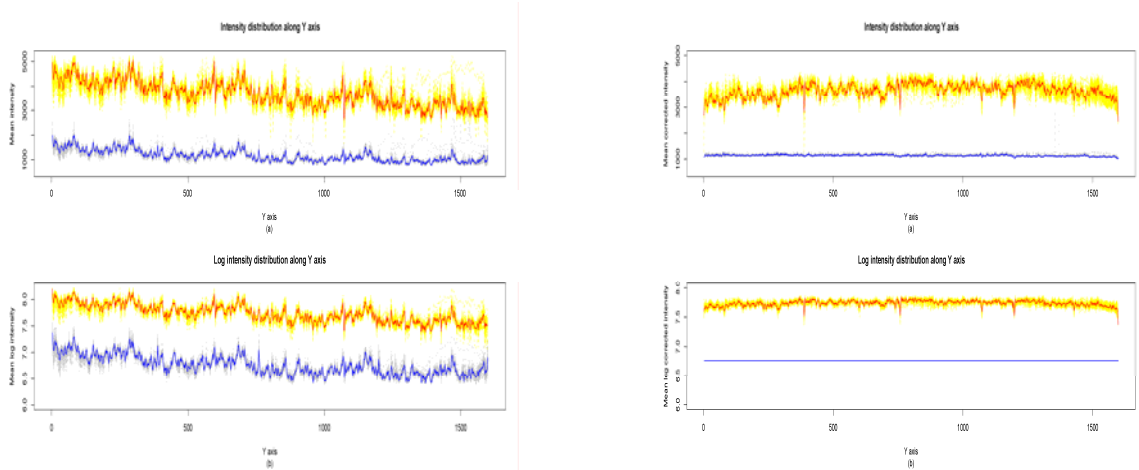 Intensity distribution along Y axis
Mean intensity
5000
3000
1000
0
500
1000
1500
Y axis
(a)
Log intensity distribution along Y axis
Mean log intensity
8.0
7.5
7.0
6.5
6.0
0
500
1000
1500
Y axis
(b)
Intensity distribution along Y axis
Mean corrected intensity
5000
3000
1000
0
500
1000
1500
Y axis
(a)
Log intensity distribution along Y axis
Mean log corrected intensity
8.0
7.5
7.0
6.5
6.0
0
500
1000
1500
Y axis
(b)